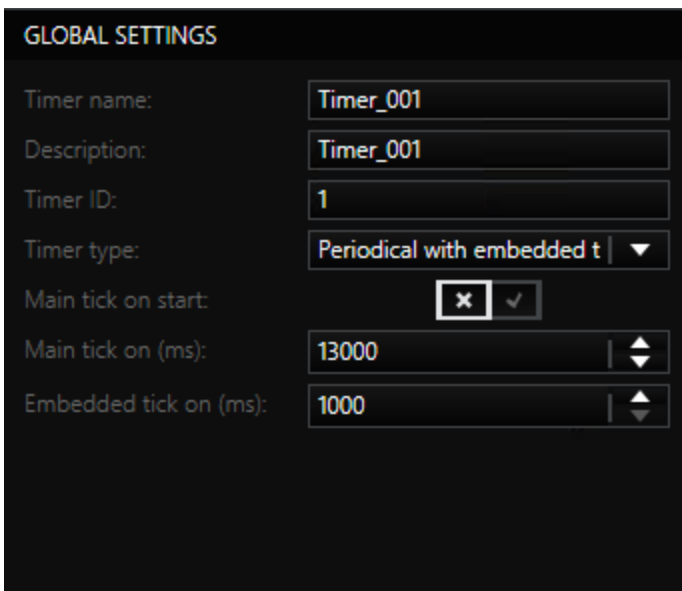 GLOBAL SETTINGS
Timer name: Timer_001
Description: Timer_001
Timer ID: 1
Timer type: Periodical with embedded t
Main tick on start:
Main tick on (ms): 13000
Embedded tick on (ms): 1000